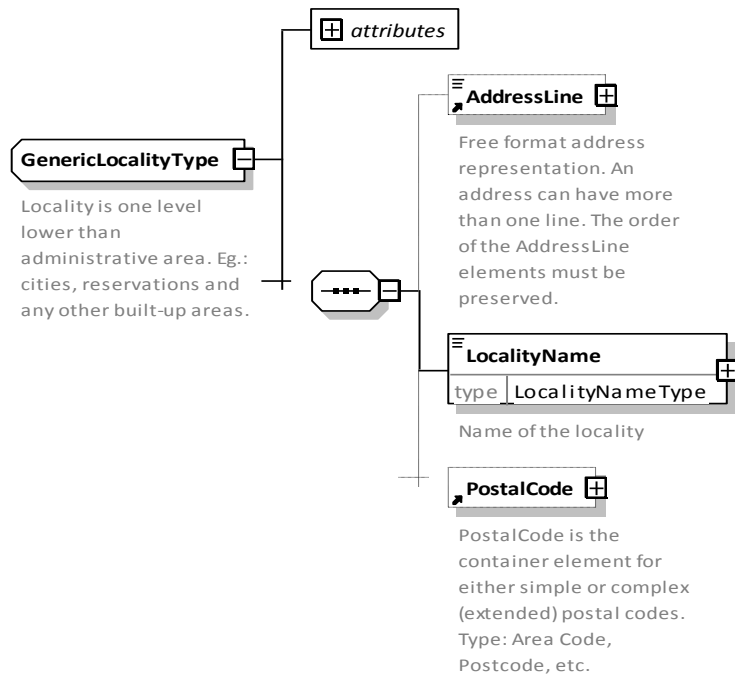 attributes
AddressLine
Free format address
representation. An
address can have more
than one line. The order
of the AddressLine
elements must be
preserved.
GenericLocalityType
Locality is one level
lower than
administrative area. Eg.:
cities, reservations and
any other built-up areas.
LocalityName
type LocalityNameType
Name of the locality
PostalCode
PostalCode is the
container element for
either simple or complex
(extended) postal codes.
Type: Area Code,
Postcode, etc.